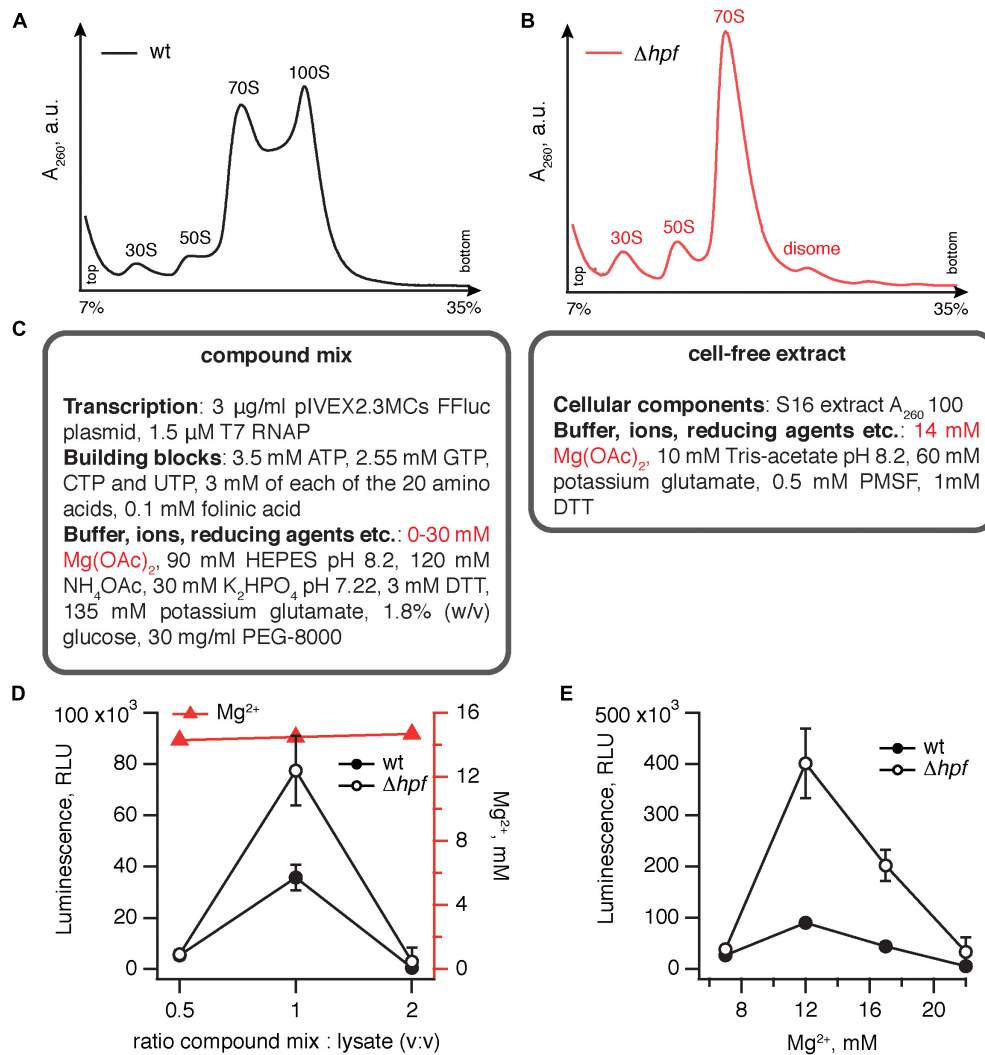 A
wt
70S
100S
30S
50S
A260, a.u.
top
bottom
7%
35%
B
Δhpf
70S
30S
50S
disome
A260, a.u.
top
bottom
7%
35%
C
compound mix
Transcription: 3 μg/ml pIVEX2.3MCs FFluc
plasmid, 1.5 μM T7 RNAP
Building blocks: 3.5 mM ATP, 2.55 mM GTP,
CTP and UTP, 3 mM of each of the 20 amino
acids, 0.1 mM folinic acid
Buffer, ions, reducing agents etc.: 0-30 mM
Mg(OAc)2, 90 mM HEPES pH 8.2, 120 mM
NH4OAc, 30 mM K2HPO4 pH 7.22, 3 mM DTT,
135 mM potassium glutamate, 1.8% (w/v)
glucose, 30 mg/ml PEG-8000
cell-free extract
Cellular components: S16 extract A260 100
Buffer, ions, reducing agents etc.: 14 mM
Mg(OAc)2, 10 mM Tris-acetate pH 8.2, 60 mM
potassium glutamate, 0.5 mM PMSF, 1mM
DTT
D
100 x10³
80
60
40
20
0
Luminescence, RLU
Mg2+
wt
Δhpf
16
12
8
4
0
Mg2+, mM
0.5
1
2
ratio compound mix : lysate (v:v)
E
500 x10³
400
300
200
100
0
Luminescence, RLU
wt
Δhpf
8
12
16
20
Mg2+, mM